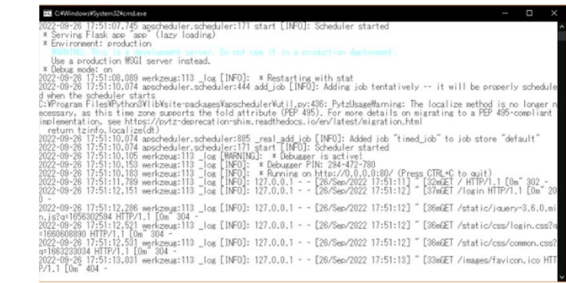 C:¥Windows¥System32¥cmd.exe
2022-09-26 17:51:07.745 apscheduler.scheduler:171 start [INFO]: Scheduler started
* Serving Flask app 'app' (lazy loading)
* Environment: production
WARNING: This is a development server. Do not use it in a production deployment.
Use a production WSGI server instead.
* Debug mode: on
2022-09-26 17:51:08.089 werkzeug:113 _log [INFO]: * Restarting with stat
2022-09-26 17:51:10.074 apscheduler.scheduler:444 add_job [INFO]: Adding job tentatively -- it will be properly schedule
d when the scheduler starts
C:¥Program Files¥Python3¥lib¥site-packages¥apscheduler¥util.py:436: PytzUsageWarning: The localize method is no longer n
ecessary, as this time zone supports the fold attribute (PEP 495). For more details on migrating to a PEP 495-compliant
implementation, see https://pytz-deprecation-shim.readthedocs.io/en/latest/migration.html
return tzinfo.localize(dt)
2022-09-26 17:51:10.074 apscheduler.scheduler:885 _real_add_job [INFO]: Added job "timed_job" to job store "default"
2022-09-26 17:51:10.074 apscheduler.scheduler:171 start [INFO]: Scheduler started
2022-09-26 17:51:10.105 werkzeug:113 _log [WARNING]: * Debugger is active!
2022-09-26 17:51:10.153 werkzeug:113 _log [INFO]: * Debugger PIN: 294-472-780
2022-09-26 17:51:10.183 werkzeug:113 _log [INFO]: * Running on http://0.0.0.0:80/ (Press CTRL+C to quit)
2022-09-26 17:51:11.789 werkzeug:113 _log [INFO]: 127.0.0.1 - - [26/Sep/2022 17:51:11] "[32mGET / HTTP/1.1 [0m" 302 -
2022-09-26 17:51:12.151 werkzeug:113 _log [INFO]: 127.0.0.1 - - [26/Sep/2022 17:51:12] "[37mGET /login HTTP/1.1 [0m" 20
0 -
2022-09-26 17:51:12.286 werkzeug:113 _log [INFO]: 127.0.0.1 - - [26/Sep/2022 17:51:12] "[36mGET /static/jquery-3.6.0.mi
n.js?q=1656302594 HTTP/1.1 [0m" 304 -
2022-09-26 17:51:12.521 werkzeug:113 _log [INFO]: 127.0.0.1 - - [26/Sep/2022 17:51:12] "[36mGET /static/css/login.css?q
=1660608890 HTTP/1.1 [0m" 304 -
2022-09-26 17:51:12.531 werkzeug:113 _log [INFO]: 127.0.0.1 - - [26/Sep/2022 17:51:12] "[36mGET /static/css/common.css?
q=1663233034 HTTP/1.1 [0m" 304 -
2022-09-26 17:51:13.031 werkzeug:113 _log [INFO]: 127.0.0.1 - - [26/Sep/2022 17:51:13] "[33mGET /images/favicon.ico HTT
P/1.1 [0m" 404 -